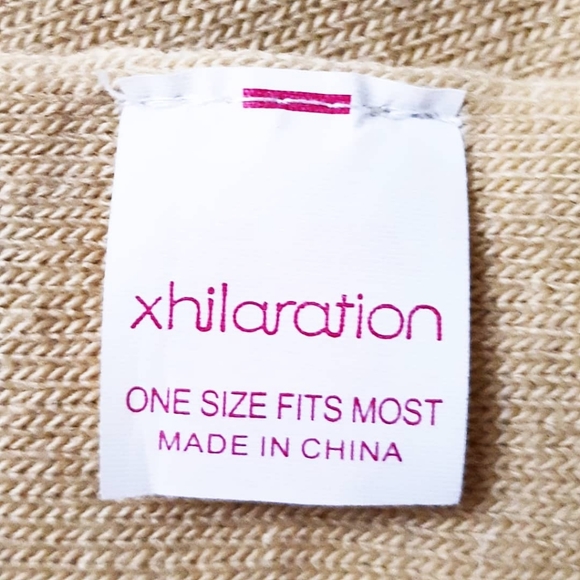 xhilaration
ONE SIZE FITS MOST
MADE IN CHINA